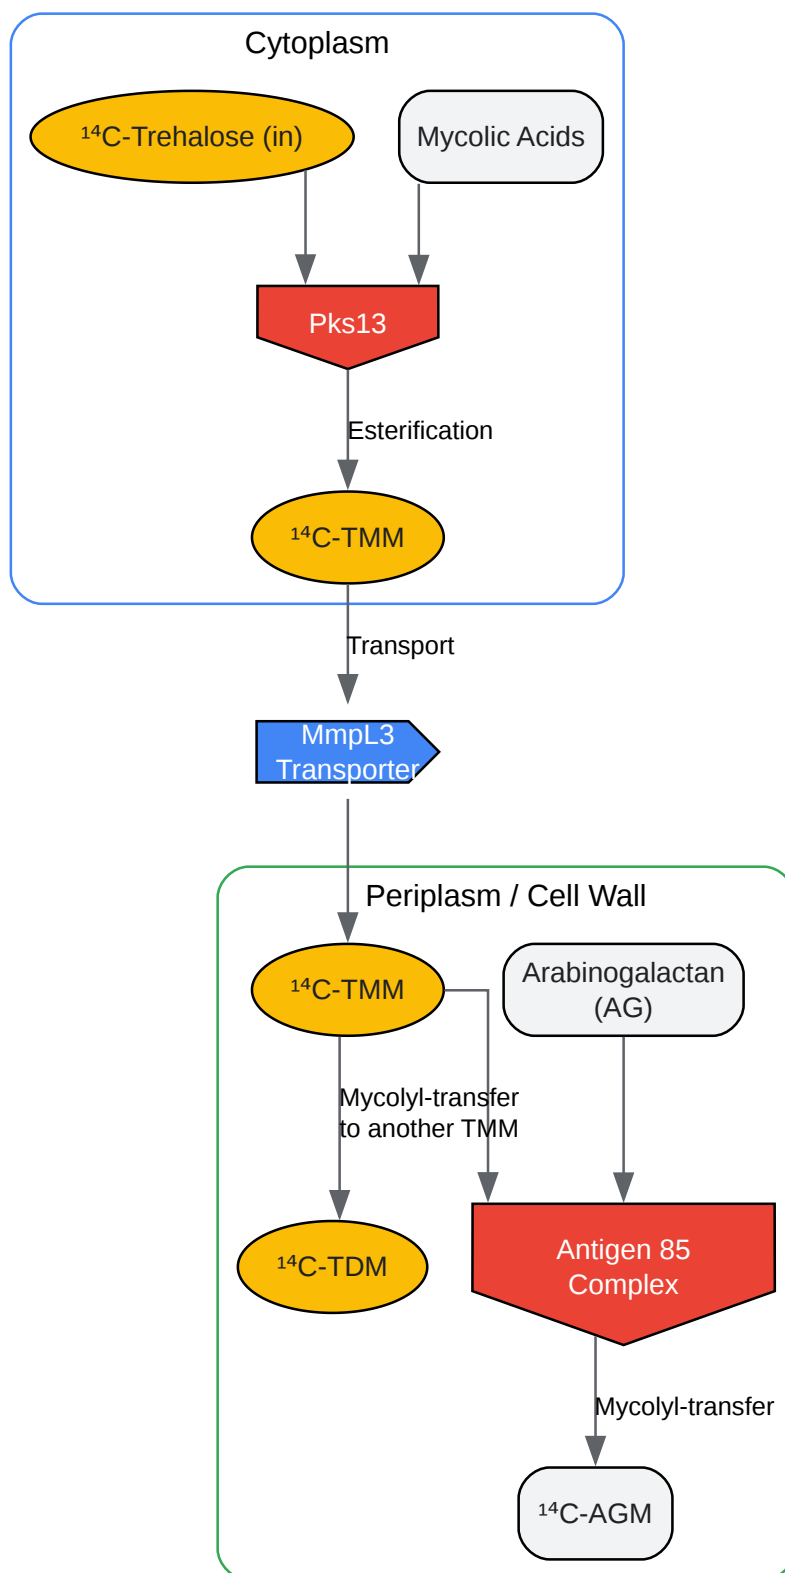 Cytoplasm
¹⁴C-Trehalose (in)
Mycolic Acids
Pks13
Esterification
¹⁴C-TMM
Transport
MmpL3
Transporter
Periplasm / Cell Wall
¹⁴C-TMM
Arabinogalactan
(AG)
Mycolyl-transfer
to another TMM
¹⁴C-TDM
Antigen 85
Complex
Mycolyl-transfer
¹⁴C-AGM